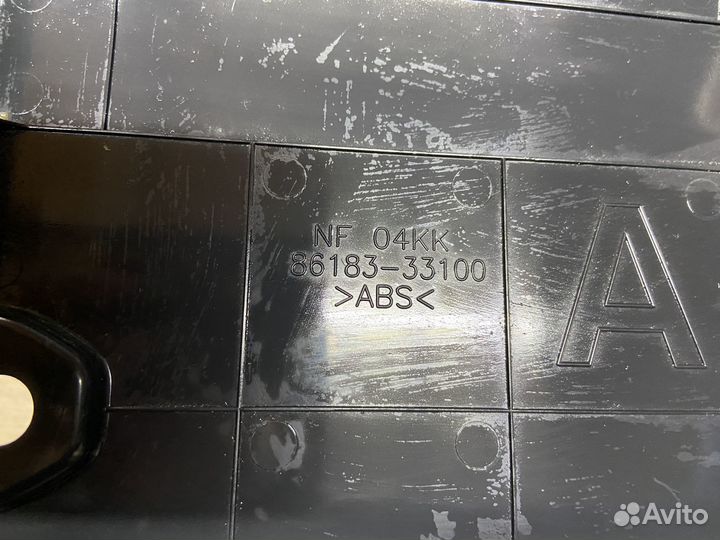 NF 04KK
86183-33100
>ABS<
A
Avito